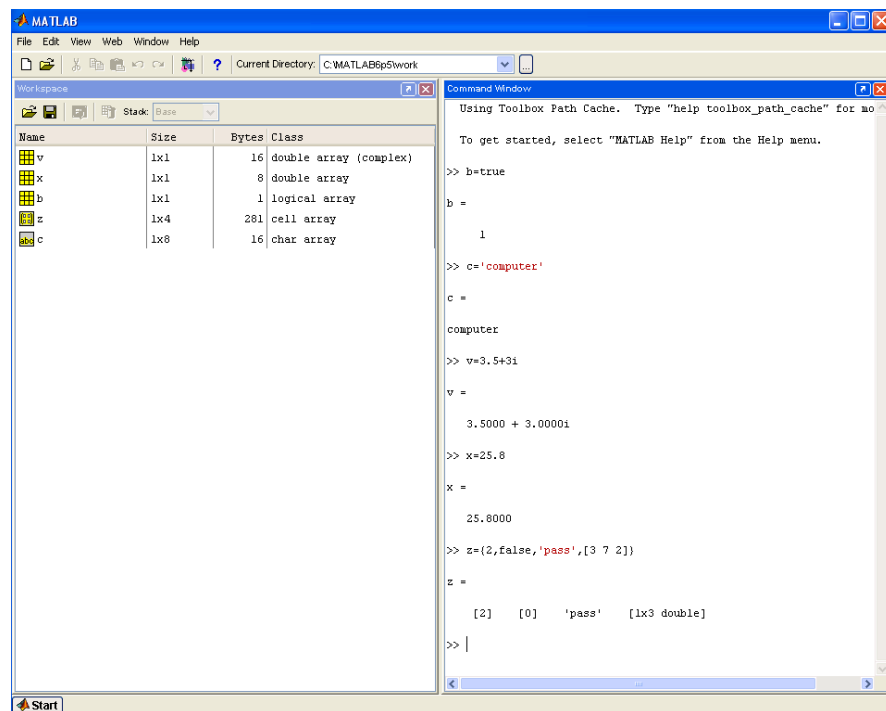 MATLAB
File Edit View Web Window Help
? Current Directory: C:\MATLAB6p5\work ...
Workspace
Stack: Base
Name Size Bytes Class
v 1x1 16 double array (complex)
x 1x1 8 double array
b 1x1 1 logical array
z 1x4 281 cell array
abc c 1x8 16 char array
Command Window
Using Toolbox Path Cache. Type "help toolbox_path_cache" for mo
To get started, select "MATLAB Help" from the Help menu.
>> b=true
b =
1
>> c='computer'
c =
computer
>> v=3.5+3i
v =
3.5000 + 3.0000i
>> x=25.8
x =
25.8000
>> z={2,false,'pass',[3 7 2]}
z =
[2] [0] 'pass' [1x3 double]
>>
Start